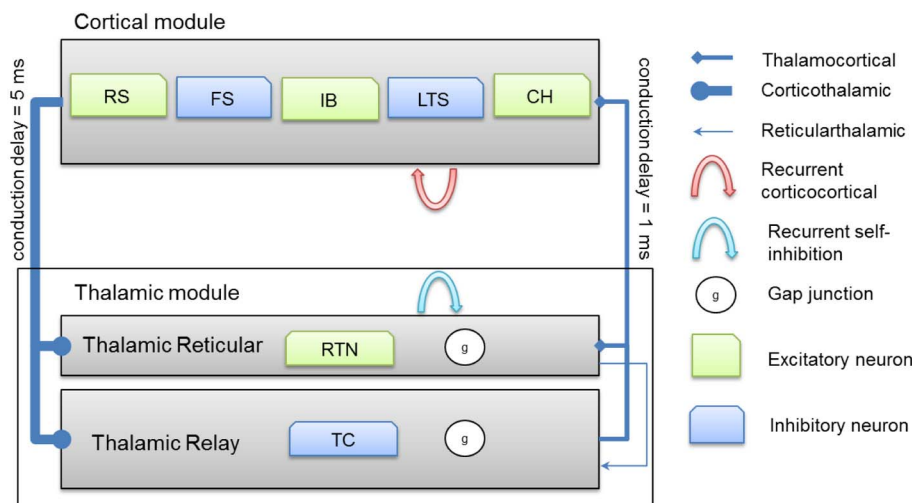 Cortical module
conduction delay = 5 ms
RS
FS
IB
LTS
CH
conduction delay = 1 ms
Thalamic module
Thalamic Reticular
RTN
g
Thalamic Relay
TC
g
Thalamocortical
Corticothalamic
Reticularthalamic
Recurrent
corticocortical
Recurrent self-
inhibition
g
Gap junction
Excitatory neuron
Inhibitory neuron